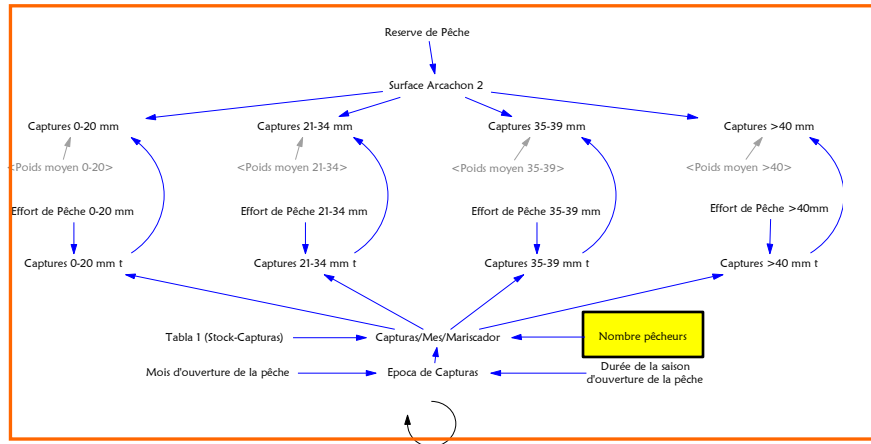 Reserve de Pêche
Surface Arcachon 2
Captures 0-20 mm
Captures 21-34 mm
Captures 35-39 mm
Captures >40 mm
<Poids moyen 0-20>
<Poids moyen 21-34>
<Poids moyen 35-39>
<Poids moyen >40>
Effort de Pêche 0-20 mm
Effort de Pêche 21-34 mm
Effort de Pêche 35-39 mm
Effort de Pêche >40mm
Captures 0-20 mm t
Captures 21-34 mm t
Captures 35-39 mm t
Captures >40 mm t
Tabla 1 (Stock-Capturas)
Capturas/Mes/Mariscador
Nombre pêcheurs
Mois d'ouverture de la pêche
Epoca de Capturas
Durée de la saison
d'ouverture de la pêche